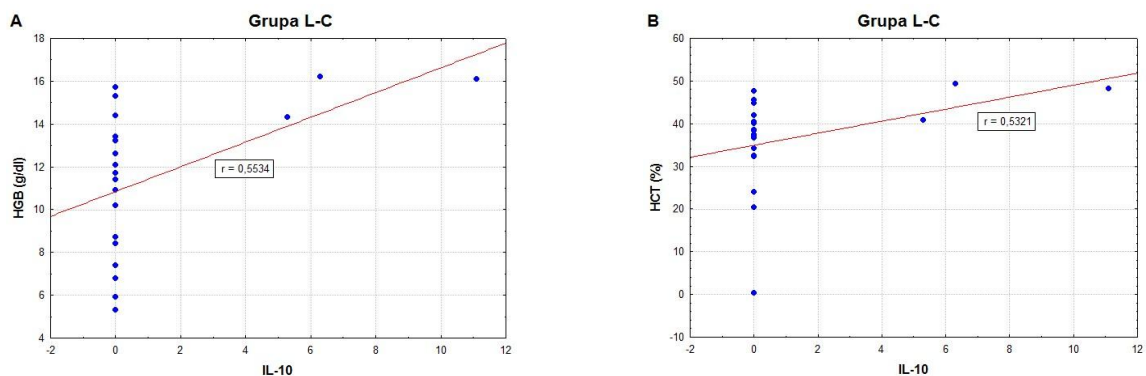 A
Grupa L-C
18
16
14
12
10
8
6
4
HGB (g/dl)
r = 0,5534
-2 0 2 4 6 8 10 12
IL-10
B
Grupa L-C
60
50
40
30
20
10
0
-10
HCT (%)
r = 0,5321
-2 0 2 4 6 8 10 12
IL-10